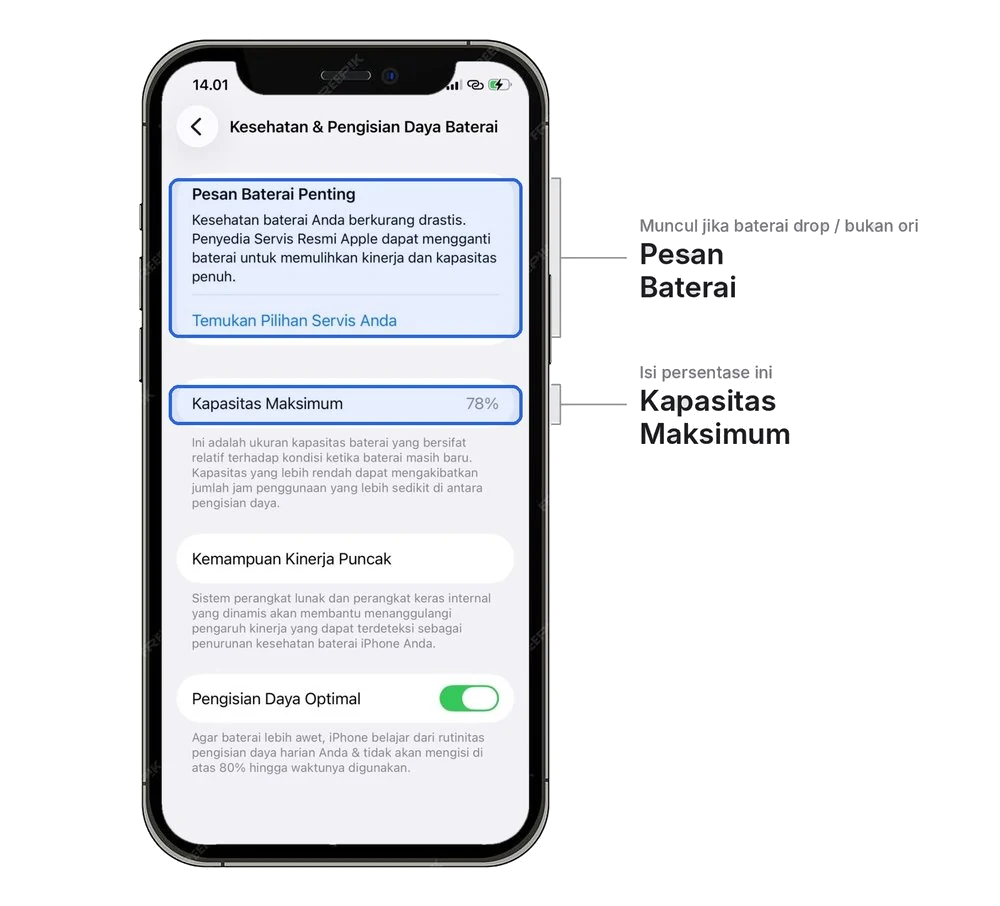 14.01
Kesehatan & Pengisian Daya Baterai
Pesan Baterai Penting
Kesehatan baterai Anda berkurang drastis.
Penyedia Servis Resmi Apple dapat mengganti
baterai untuk memulihkan kinerja dan kapasitas
penuh.
Temukan Pilihan Servis Anda
Kapasitas Maksimum 78%
Ini adalah ukuran kapasitas baterai yang bersifat
relatif terhadap kondisi ketika baterai masih baru.
Kapasitas yang lebih rendah dapat mengakibatkan
jumlah jam penggunaan yang lebih sedikit di antara
pengisian daya.
Kemampuan Kinerja Puncak
Sistem perangkat lunak dan perangkat keras internal
yang dinamis akan membantu menanggulangi
pengaruh kinerja yang dapat terdeteksi sebagai
penurunan kesehatan baterai iPhone Anda.
Pengisian Daya Optimal
Agar baterai lebih awet, iPhone belajar dari rutinitas
pengisian daya harian Anda & tidak akan mengisi di
atas 80% hingga waktunya digunakan.
Muncul jika baterai drop / bukan ori
Pesan
Baterai
Isi persentase ini
Kapasitas
Maksimum